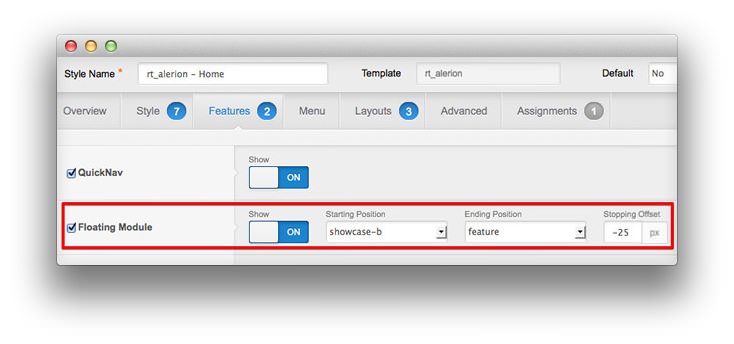 Style Name * rt_alerion - Home Template rt_alerion Default No
Overview Style 7 Features 2 Menu Layouts 3 Advanced Assignments 1
Show
QuickNav ON
Show Starting Position Ending Position Stopping Offset
Floating Module ON showcase-b feature -25 px